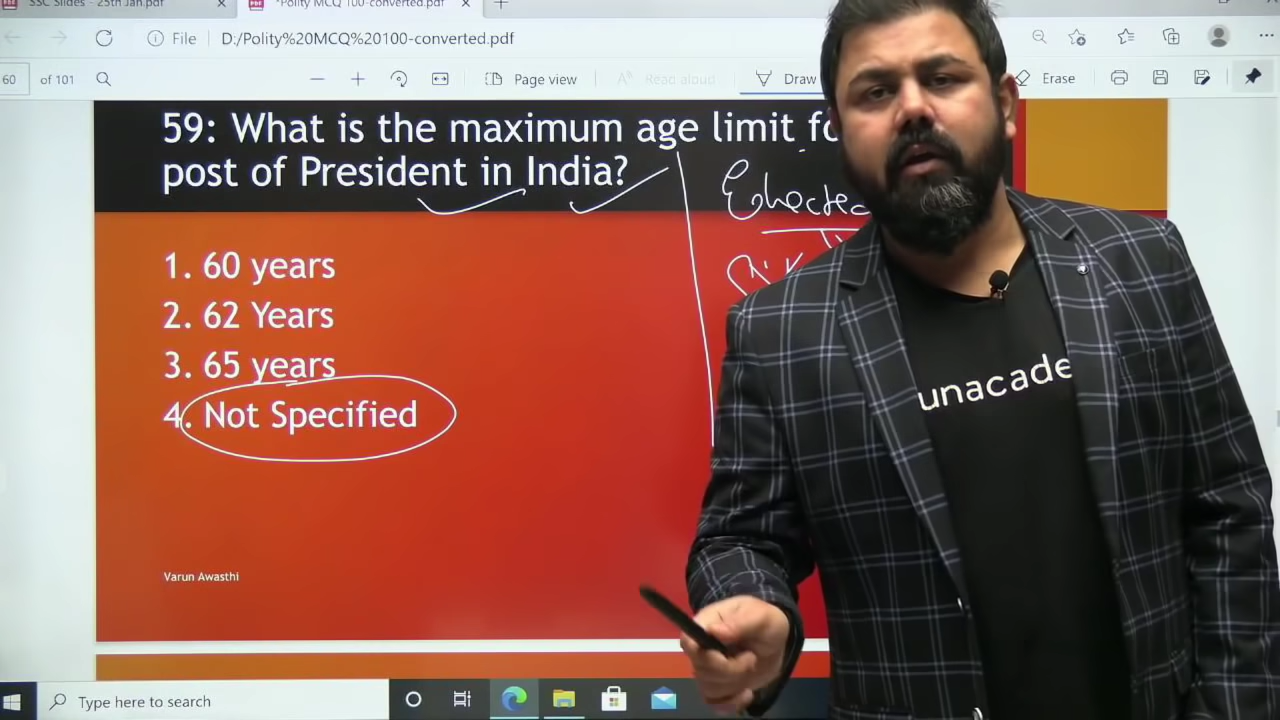 SSC Slides - 25th Jan.pdf
*Polity MCQ 100-converted.pdf
File
D:/Polity%20MCQ%20100-converted.pdf
60 of 101
Page view
Read aloud
Draw
Erase
59: What is the maximum age limit
post of President in India?
1. 60 years
2. 62 Years
3. 65 years
4. Not Specified
Varun Awasthi
unacade
Type here to search